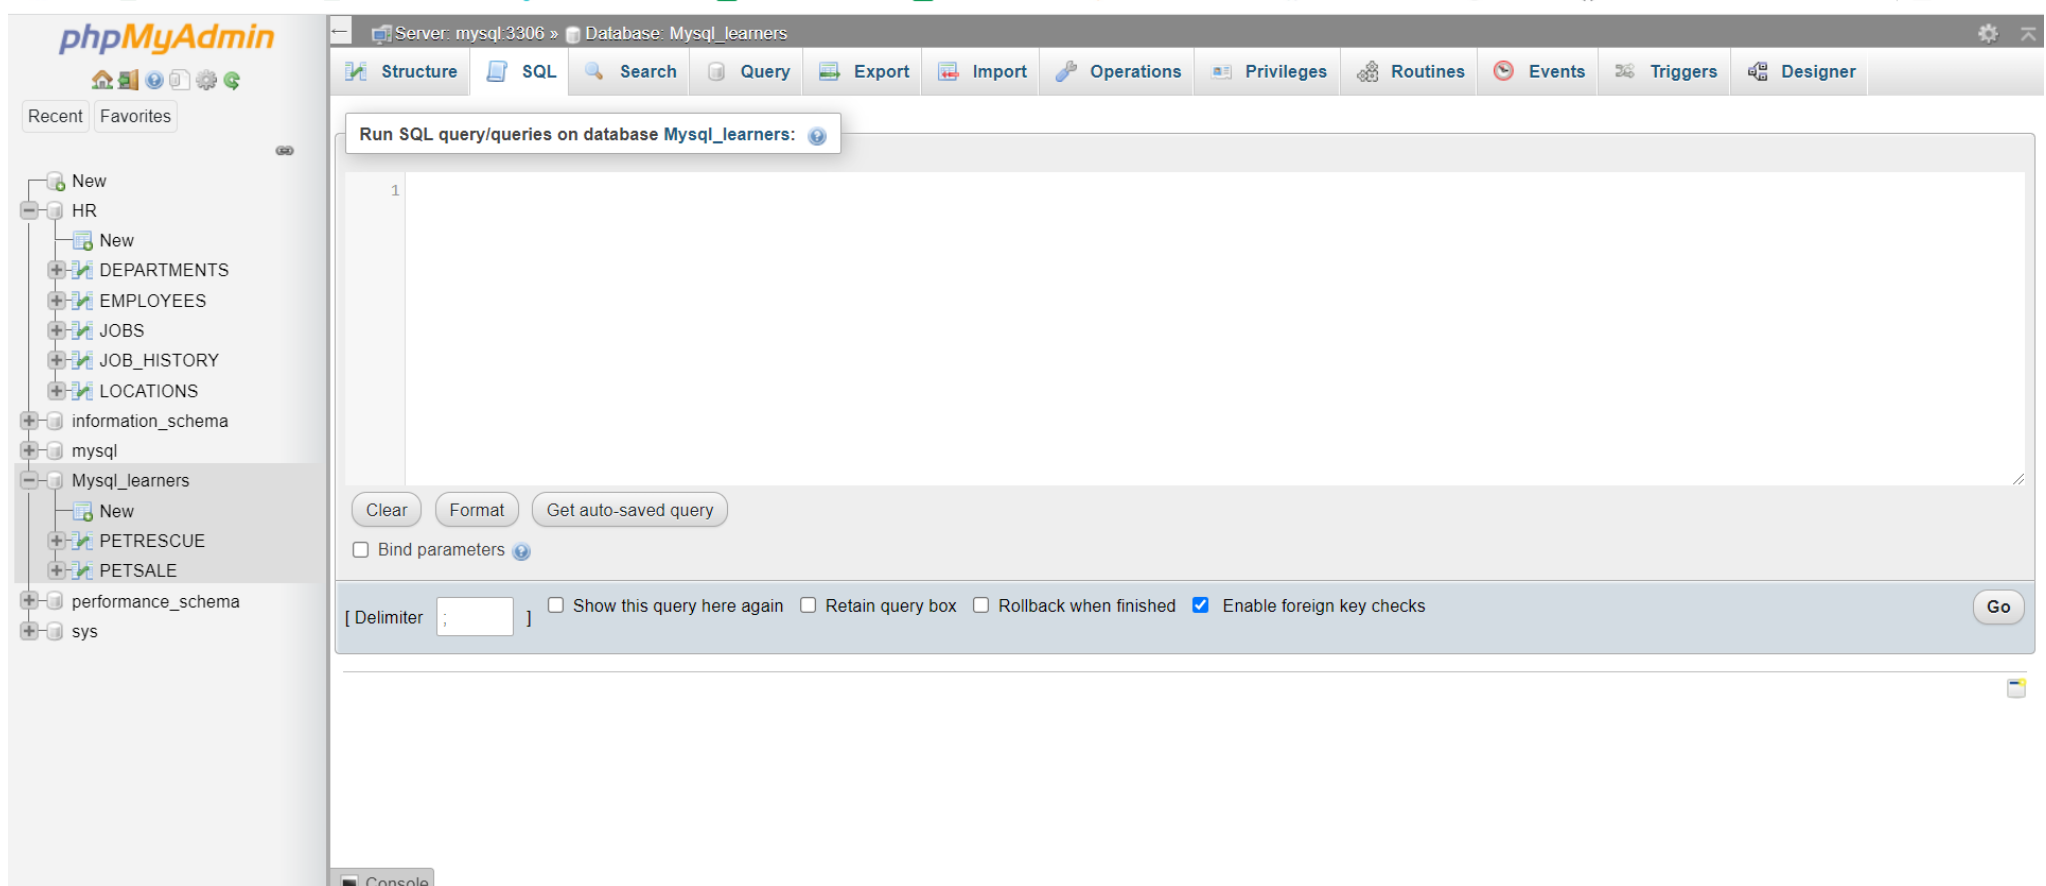 phpMyAdmin
Recent Favorites
New
HR
New
DEPARTMENTS
EMPLOYEES
JOBS
JOB_HISTORY
LOCATIONS
information_schema
mysql
Mysql_learners
New
PETRESCUE
PETSALE
performance_schema
sys
← Server: mysql:3306 » Database: Mysql_learners
Structure SQL Search Query Export Import Operations Privileges Routines Events Triggers Designer
Run SQL query/queries on database Mysql_learners:
1
Clear Format Get auto-saved query
Bind parameters
[ Delimiter ; ] Show this query here again Retain query box Rollback when finished Enable foreign key checks Go
Console